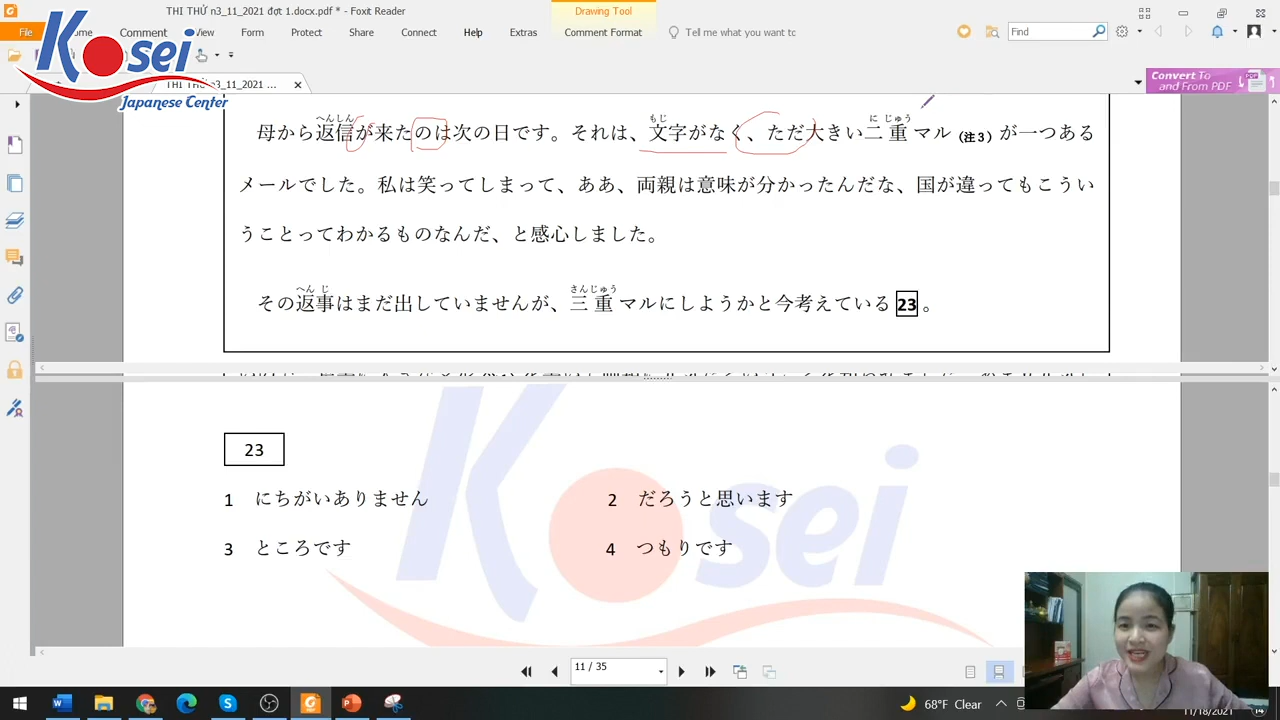 THI THỬ n3_11_2021 đợt 1.docx.pdf * - Foxit Reader
Drawing Tool
File
Home
Comment
View
Form
Protect
Share
Connect
Help
Extras
Comment Format
Tell me what you want to
Find
Kosei
Japanese Center
THI THỬ n3_11_2021 ...
Convert To
and From PDF
へんしん
もじ
に じゅう
母から返信が来たのは次の日です。それは、文字がなく、ただ大きい二重マル(注3)が一つある
メールでした。私は笑ってしまって、ああ、両親は意味が分かったんだな、国が違ってもこうい
うことってわかるものなんだ、と感心しました。
へん じ
さんじゅう
その返事はまだ出していませんが、三重マルにしようかと今考えている 23 。
23
1 にちがいありません
2 だろうと思います
3 ところです
4 つもりです
Kosei
11 / 35
68°F Clear
11/18/2021